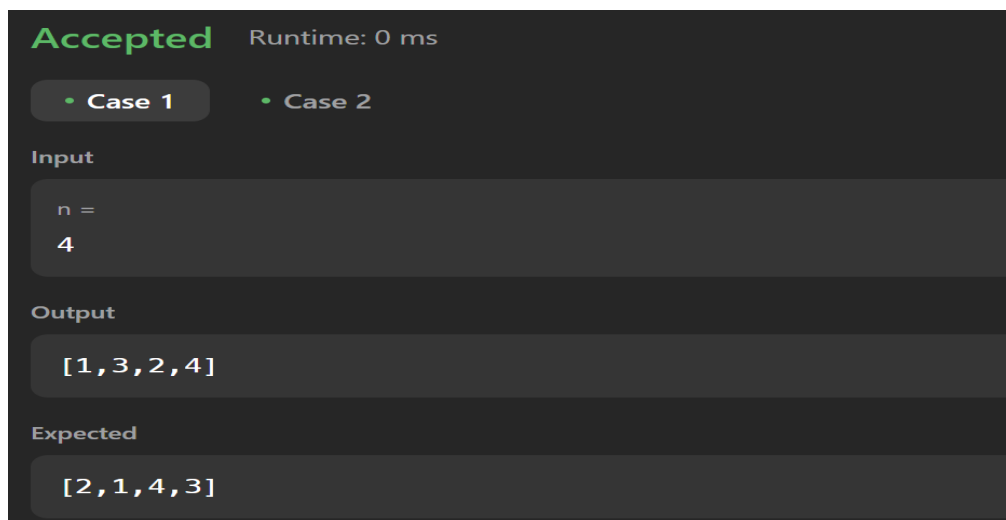 Accepted Runtime: 0 ms
• Case 1 • Case 2
Input
n =
4
Output
[1,3,2,4]
Expected
[2,1,4,3]